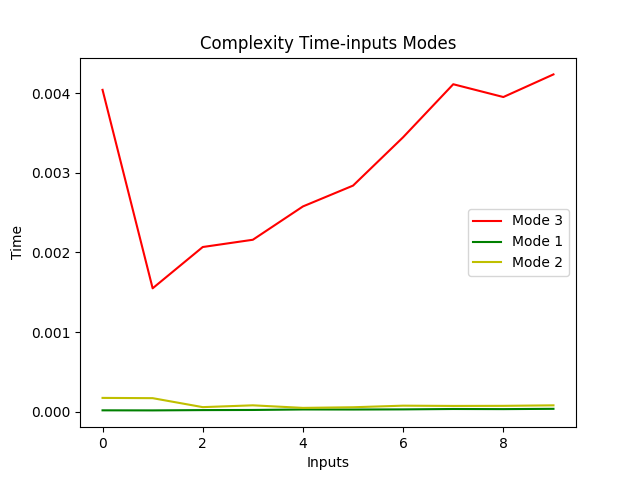 Complexity Time-inputs Modes
0.004
0.003
0.002
0.001
0.000
Time
Mode 3
Mode 1
Mode 2
0 2 4 6 8
Inputs